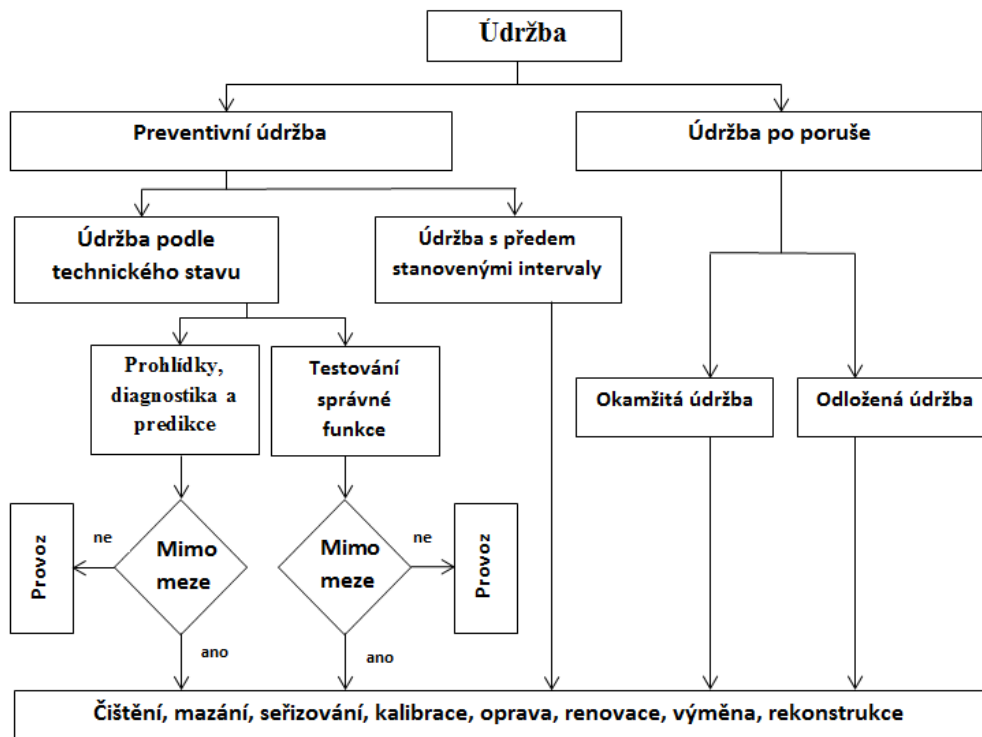 Údržba
Preventivní údržba
Údržba po poruše
Údržba podle
technického stavu
Údržba s předem
stanovenými intervaly
Prohlídky,
diagnostika a
predikce
Testování
správné
funkce
Okamžitá údržba
Odložená údržba
Provoz
ne
Mimo
meze
ano
Mimo
meze
ne
Provoz
ano
Čištění, mazání, seřizování, kalibrace, oprava, renovace, výměna, rekonstrukce